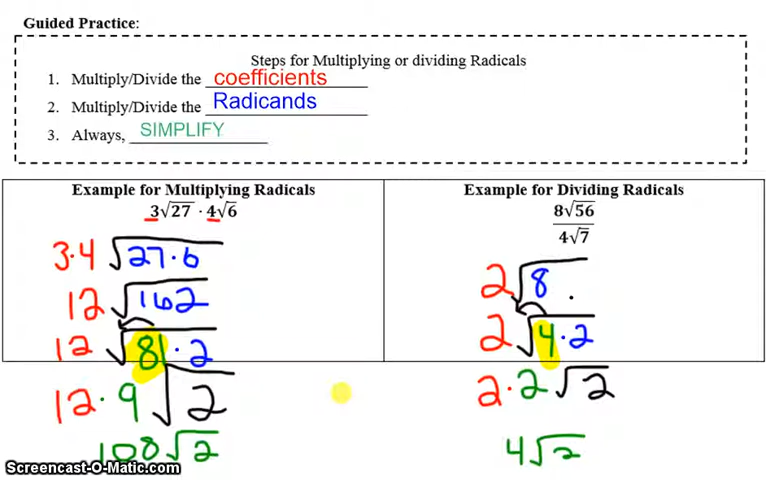 Guided Practice:
Steps for Multiplying or dividing Radicals
1. Multiply/Divide the coefficients
2. Multiply/Divide the Radicands
3. Always, SIMPLIFY
Example for Multiplying Radicals
3√27 · 4√6
3·4 √27·6
12 √162
12 √81·2
12·9 √2
108√2
Example for Dividing Radicals
8√56
4√7
2√8
2√4·2
2·2√2
4√2
Screencast-O-Matic.com